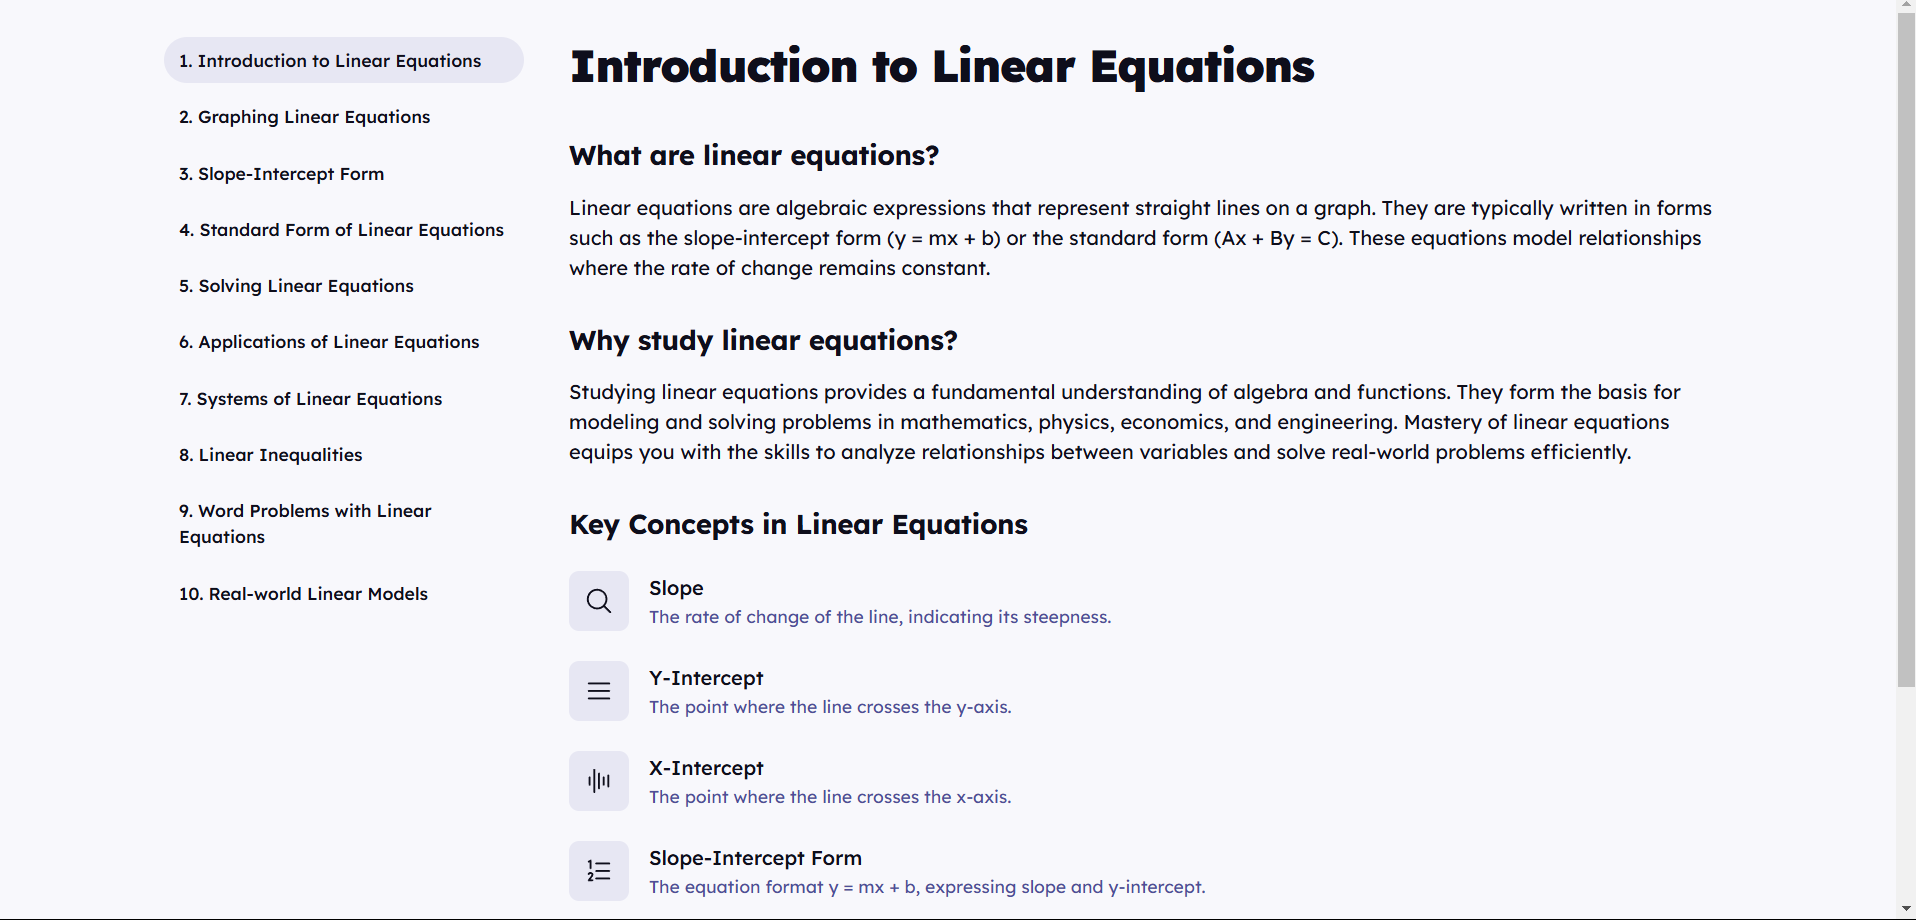 1. Introduction to Linear Equations
2. Graphing Linear Equations
3. Slope-Intercept Form
4. Standard Form of Linear Equations
5. Solving Linear Equations
6. Applications of Linear Equations
7. Systems of Linear Equations
8. Linear Inequalities
9. Word Problems with Linear
Equations
10. Real-world Linear Models
Introduction to Linear Equations
What are linear equations?
Linear equations are algebraic expressions that represent straight lines on a graph. They are typically written in forms
such as the slope-intercept form (y = mx + b) or the standard form (Ax + By = C). These equations model relationships
where the rate of change remains constant.
Why study linear equations?
Studying linear equations provides a fundamental understanding of algebra and functions. They form the basis for
modeling and solving problems in mathematics, physics, economics, and engineering. Mastery of linear equations
equips you with the skills to analyze relationships between variables and solve real-world problems efficiently.
Key Concepts in Linear Equations
Slope
The rate of change of the line, indicating its steepness.
Y-Intercept
The point where the line crosses the y-axis.
X-Intercept
The point where the line crosses the x-axis.
Slope-Intercept Form
The equation format y = mx + b, expressing slope and y-intercept.